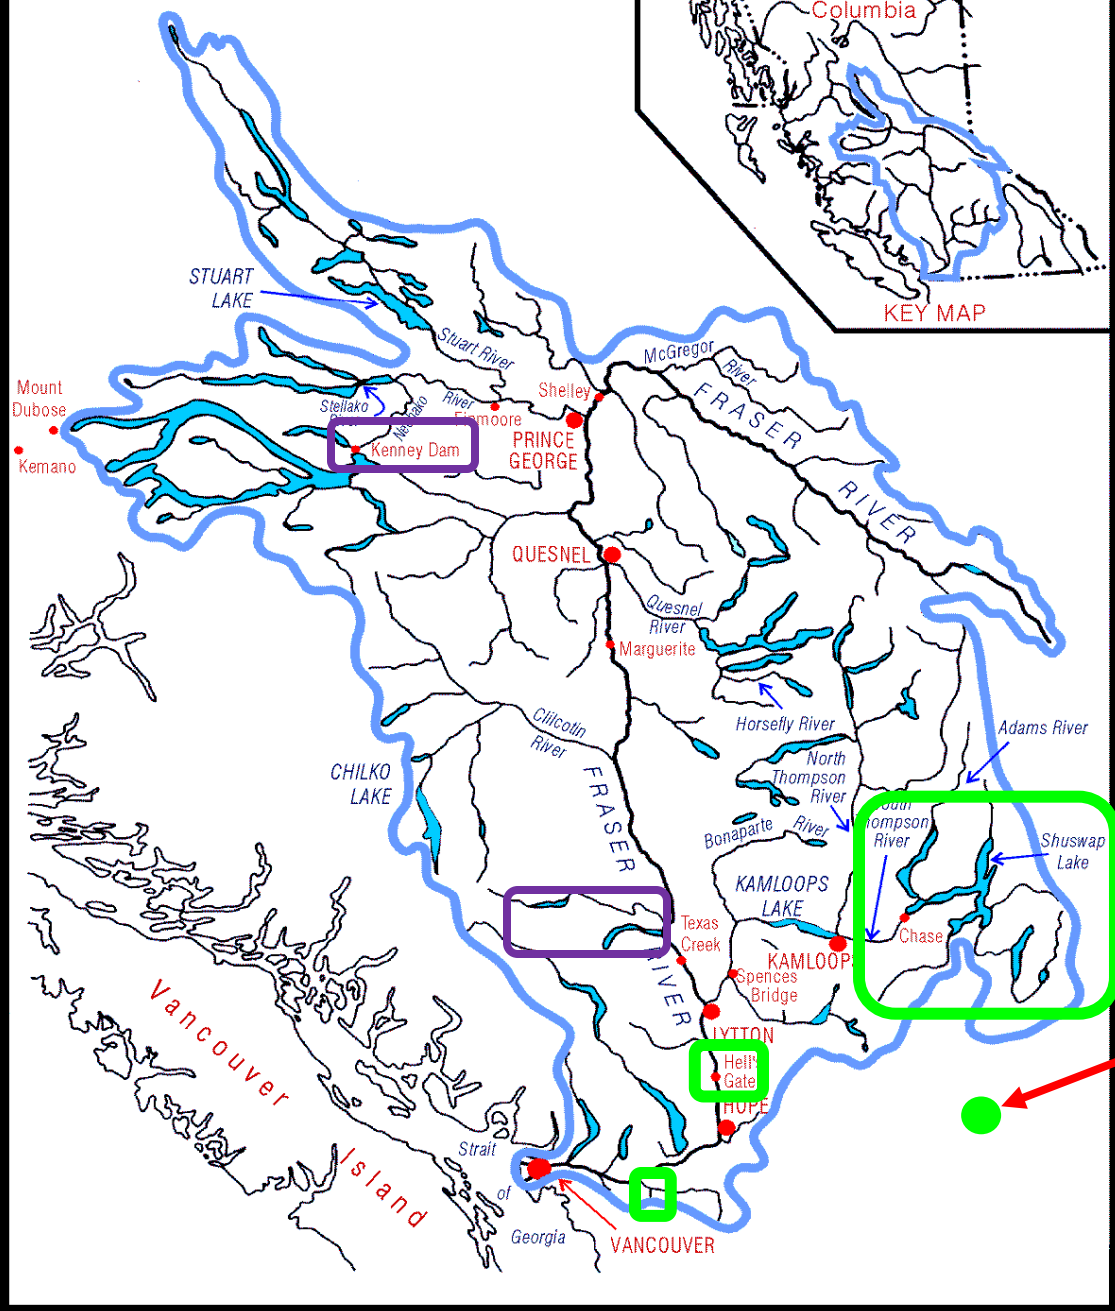 Columbia
KEY MAP
STUART
LAKE
Stuart River
McGregor
River
FRASER
RIVER
Mount
Dubose
Kemano
Shelley
Stellako
River
Nechako
Finmoore
PRINCE
GEORGE
Kenney Dam
QUESNEL
Quesnel
River
Marguerite
Horsefly River
Clilcotin
River
Adams River
CHILKO
LAKE
FRASER
North
Thompson
River
Bonaparte River
South
Thompson
River
Shuswap
Lake
KAMLOOPS
LAKE
Texas
Creek
Chase
KAMLOOPS
Spences
Bridge
RIVER
LYTTON
Hell's
Gate
HOPE
Vancouver
Island
Strait
of
Georgia
VANCOUVER